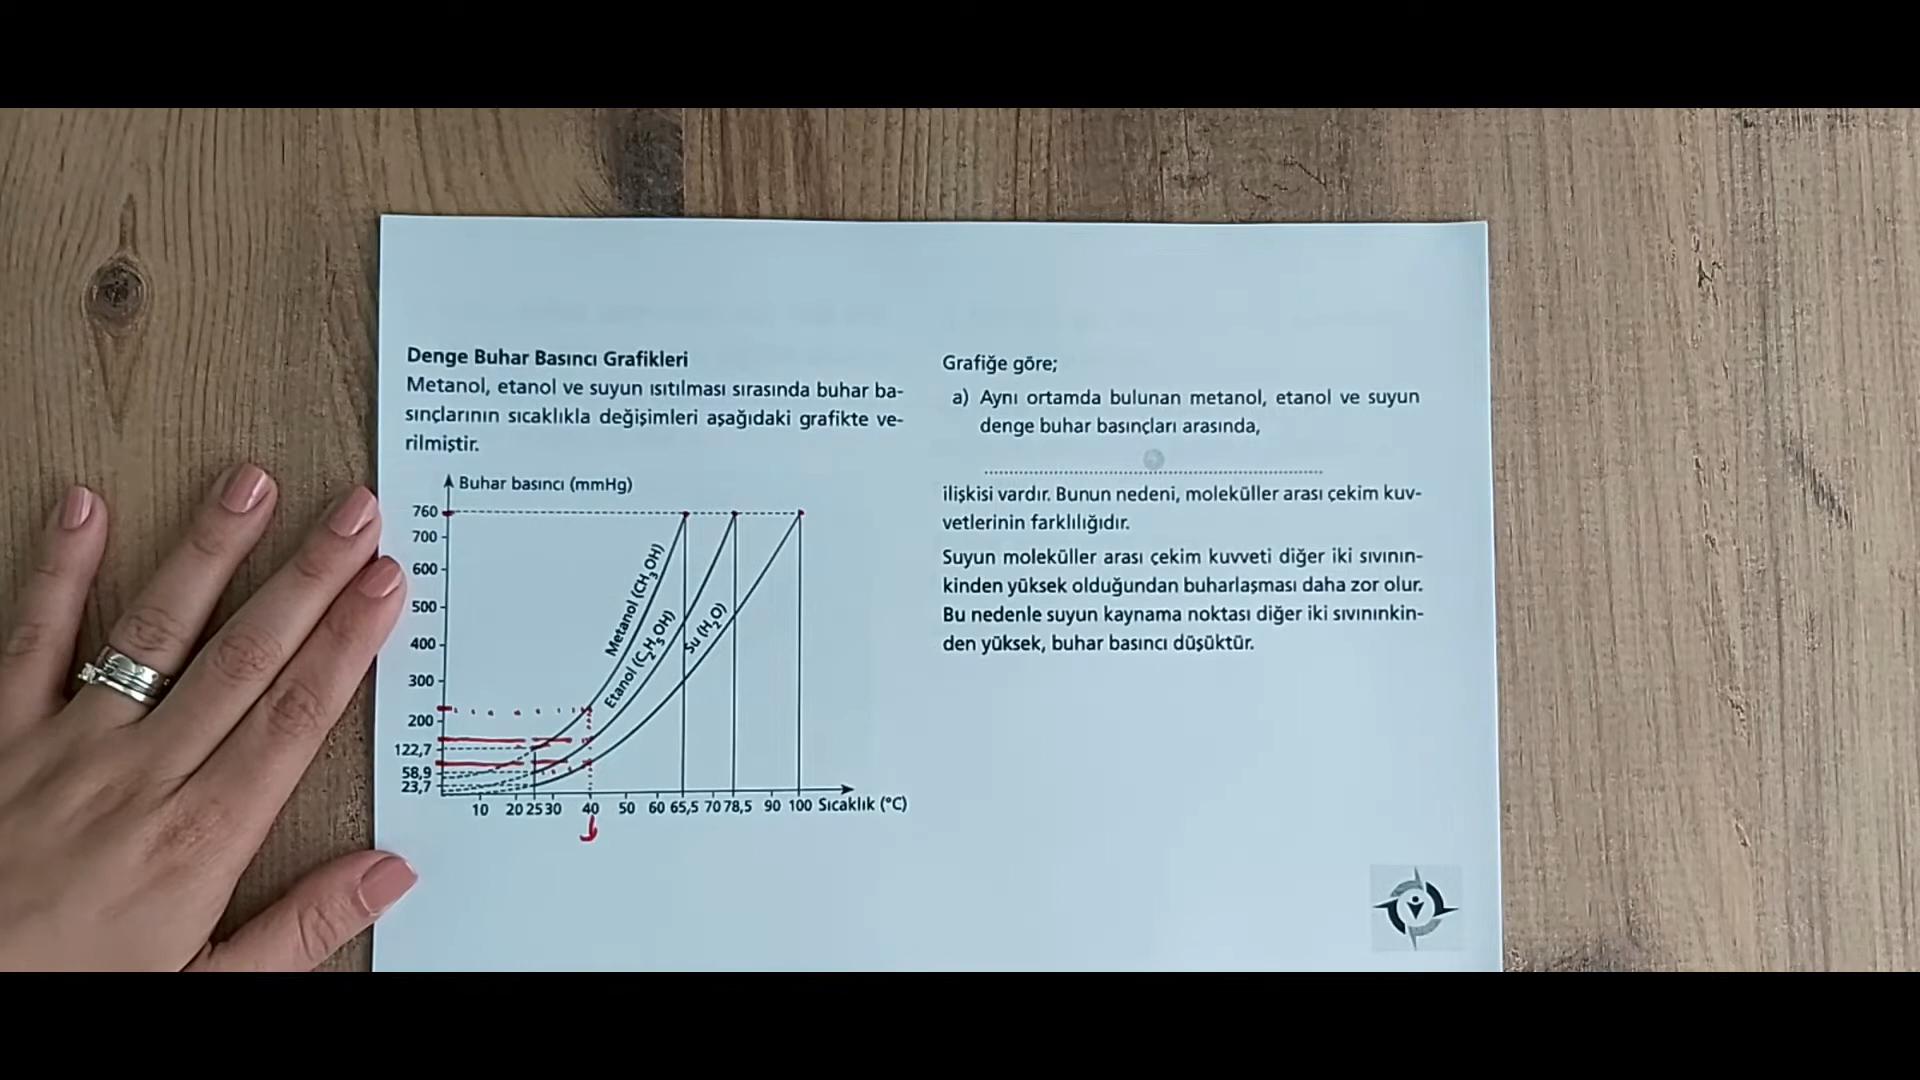 Denge Buhar Basıncı Grafikleri
Metanol, etanol ve suyun ısıtılması sırasında buhar ba-
sınçlarının sıcaklıkla değişimleri aşağıdaki grafikte ve-
rilmiştir.
Buhar basıncı (mmHg)
760
700
600
500
400
300
200
122,7
58,9
23,7
Metanol (CH3OH)
Etanol (C2H5OH)
Su (H2O)
10 20 25 30 40 50 60 65,5 70 78,5 90 100 Sıcaklık (°C)
Grafiğe göre;
a) Aynı ortamda bulunan metanol, etanol ve suyun
denge buhar basınçları arasında,
........................................
ilişkisi vardır. Bunun nedeni, moleküller arası çekim kuv-
vetlerinin farklılığıdır.
Suyun moleküller arası çekim kuvveti diğer iki sıvının-
kinden yüksek olduğundan buharlaşması daha zor olur.
Bu nedenle suyun kaynama noktası diğer iki sıvınınkin-
den yüksek, buhar basıncı düşüktür.